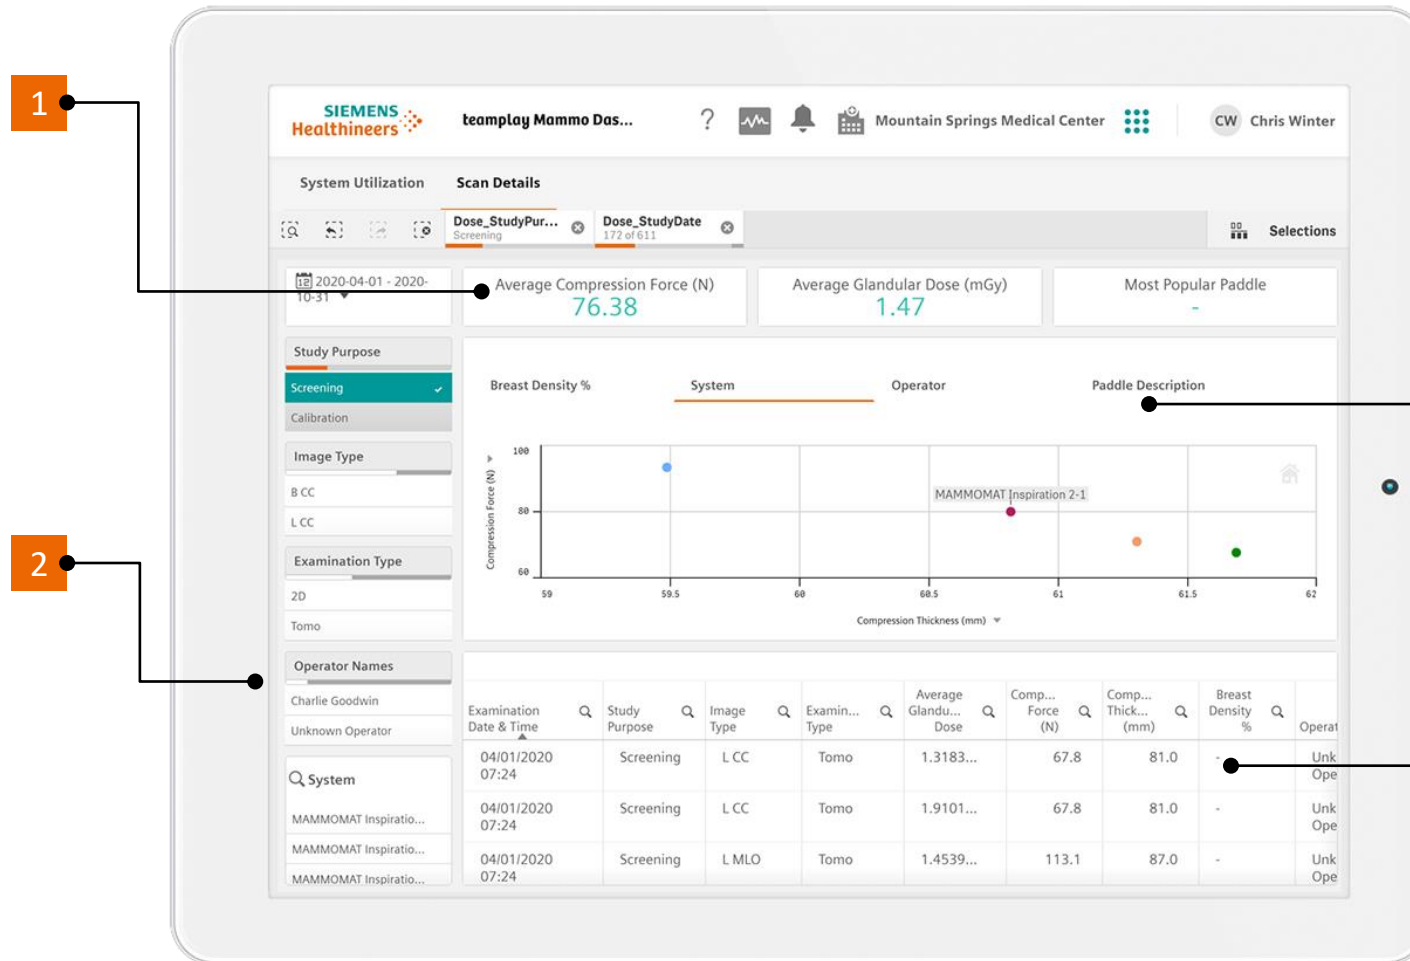 1
SIEMENS
Healthineers
teamplay Mammo Das...
?
Mountain Springs Medical Center
CW
Chris Winter
System Utilization
Scan Details
Dose_StudyPur...
Screening
Dose_StudyDate
172 of 611
Selections
12
2020-04-01 - 2020-
10-31
Average Compression Force (N)
76.38
Average Glandular Dose (mGy)
1.47
Most Popular Paddle
-
Study Purpose
Screening
Calibration
Image Type
B CC
L CC
2
Examination Type
2D
Tomo
Operator Names
Charlie Goodwin
Unknown Operator
System
MAMMOMAT Inspiratio...
MAMMOMAT Inspiratio...
MAMMOMAT Inspiratio...
Breast Density %
System
Operator
Paddle Description
Compression Force (N)
100
80
60
MAMMOMAT Inspiration 2-1
59
59.5
60
60.5
61
61.5
62
Compression Thickness (mm)
Examination
Date & Time
Study
Purpose
Image
Type
Examin...
Type
Average
Glandu...
Dose
Comp...
Force
(N)
Comp...
Thick...
(mm)
Breast
Density
%
Operat
04/01/2020
07:24
Screening
L CC
Tomo
1.3183...
67.8
81.0
-
Unk
Ope
04/01/2020
07:24
Screening
L CC
Tomo
1.9101...
67.8
81.0
-
Unk
Ope
04/01/2020
07:24
Screening
L MLO
Tomo
1.4539...
113.1
87.0
-
Unk
Ope